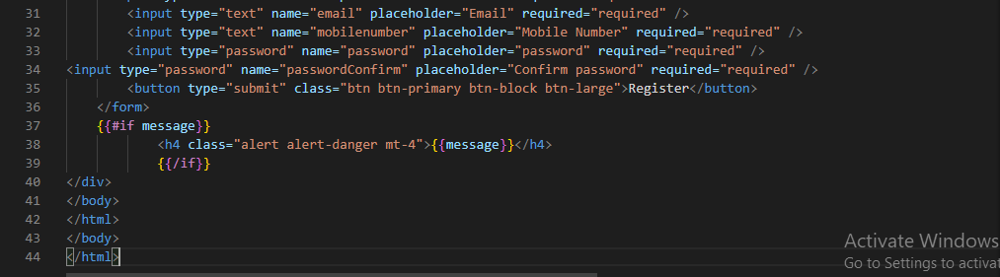 31 <input type="text" name="email" placeholder="Email" required="required" />
32 <input type="text" name="mobilenumber" placeholder="Mobile Number" required="required" />
33 <input type="password" name="password" placeholder="password" required="required" />
34 <input type="password" name="passwordConfirm" placeholder="Confirm password" required="required" />
35 <button type="submit" class="btn btn-primary btn-block btn-large">Register</button>
36 </form>
37 {{#if message}}
38 <h4 class="alert alert-danger mt-4">{{message}}</h4>
39 {{/if}}
40 </div>
41 </body>
42 </html>
43 </body>
44 </html>
Activate Windows
Go to Settings to activat